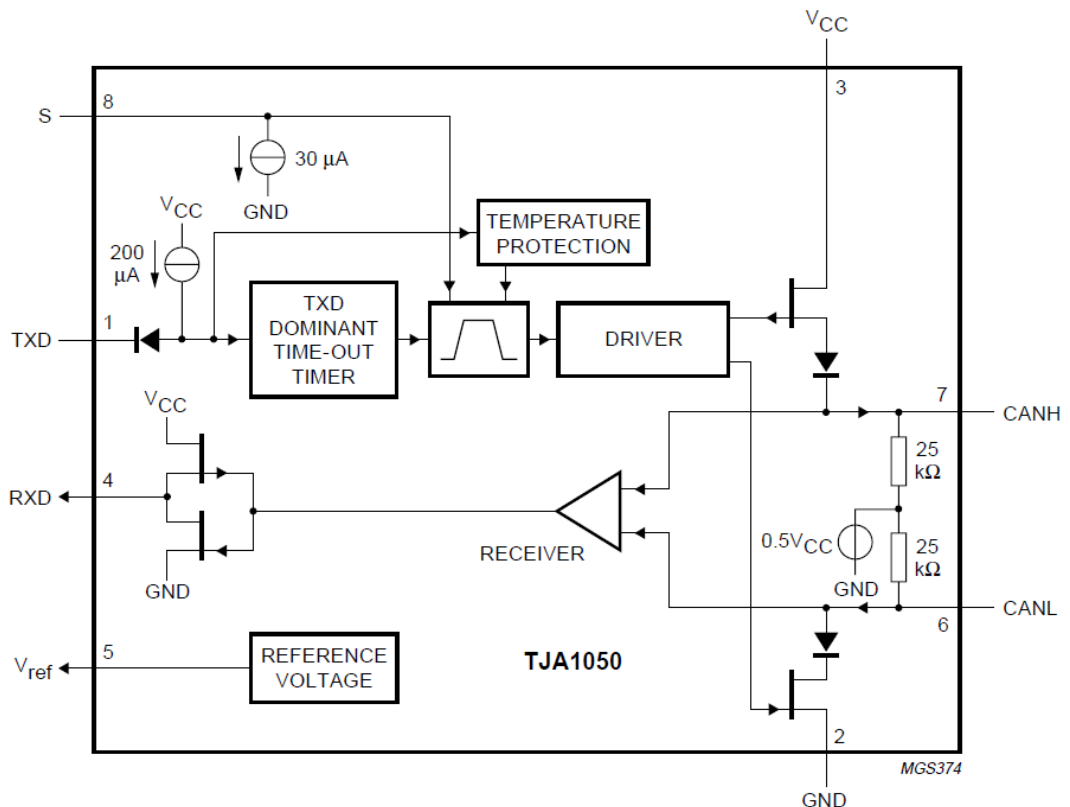 VCC
3
8
S
30 µA
GND
VCC
200
µA
TEMPERATURE
PROTECTION
1
TXD
TXD
DOMINANT
TIME-OUT
TIMER
DRIVER
7
CANH
VCC
25
kΩ
4
RXD
RECEIVER
0.5VCC
GND
25
kΩ
GND
CANL
6
5
Vref
REFERENCE
VOLTAGE
TJA1050
2
MGS374
GND